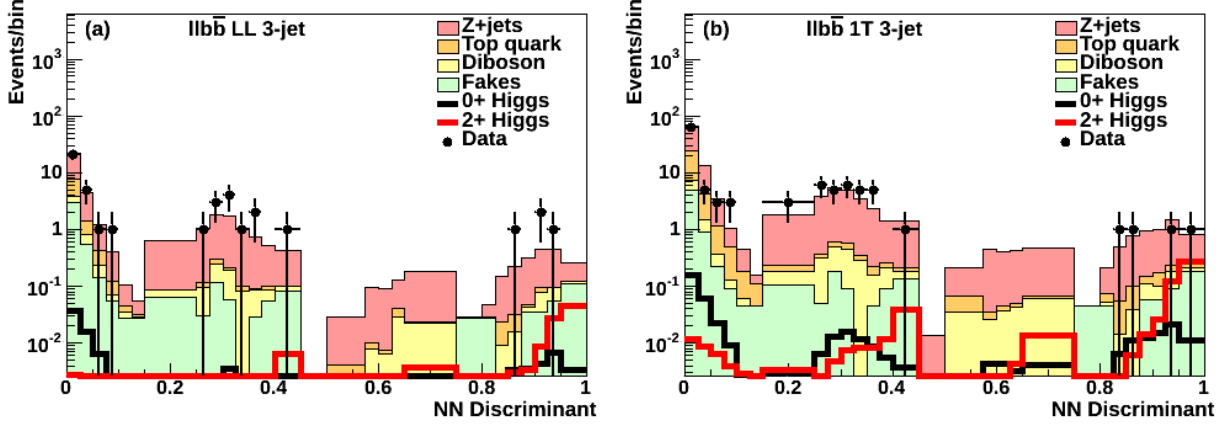 (a) llbb̅ LL 3-jet
Events/bin
10³
10²
10
1
10⁻¹
10⁻²
Z+jets
Top quark
Diboson
Fakes
0+ Higgs
2+ Higgs
Data
0 0.2 0.4 0.6 0.8 1
NN Discriminant
(b) llbb̅ 1T 3-jet
Events/bin
10³
10²
10
1
10⁻¹
10⁻²
Z+jets
Top quark
Diboson
Fakes
0+ Higgs
2+ Higgs
Data
0 0.2 0.4 0.6 0.8 1
NN Discriminant